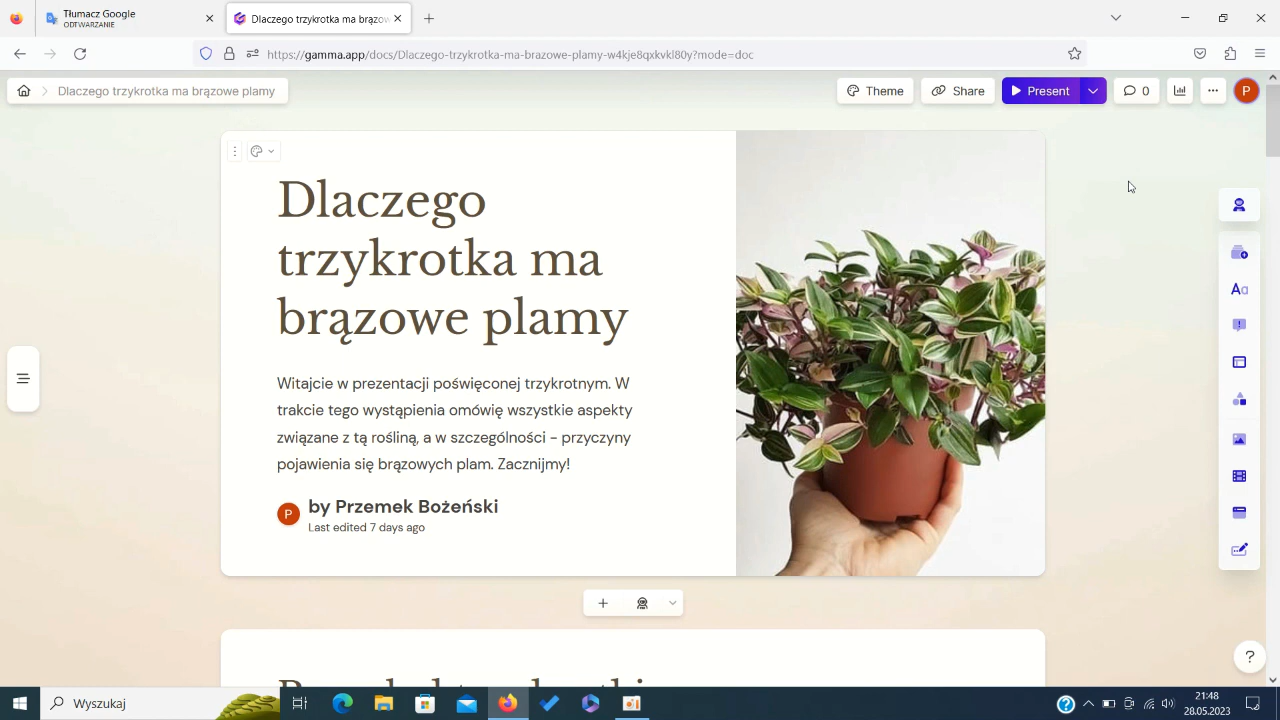 Tłumacz Google
ODTWARZANIE
Dlaczego trzykrotka ma brązow
https://gamma.app/docs/Dlaczego-trzykrotka-ma-brazowe-plamy-w4kje8qxkvkl80y?mode=doc
Dlaczego trzykrotka ma brązowe plamy
Theme
Share
Present
0
P
Dlaczego
trzykrotka ma
brązowe plamy
Witajcie w prezentacji poświęconej trzykrotnym. W
trakcie tego wystąpienia omówię wszystkie aspekty
związane z tą rośliną, a w szczególności - przyczyny
pojawienia się brązowych plam. Zacznijmy!
P
by Przemek Bożeński
Last edited 7 days ago
Aa
?
Wyszukaj
21:48
28.05.2023